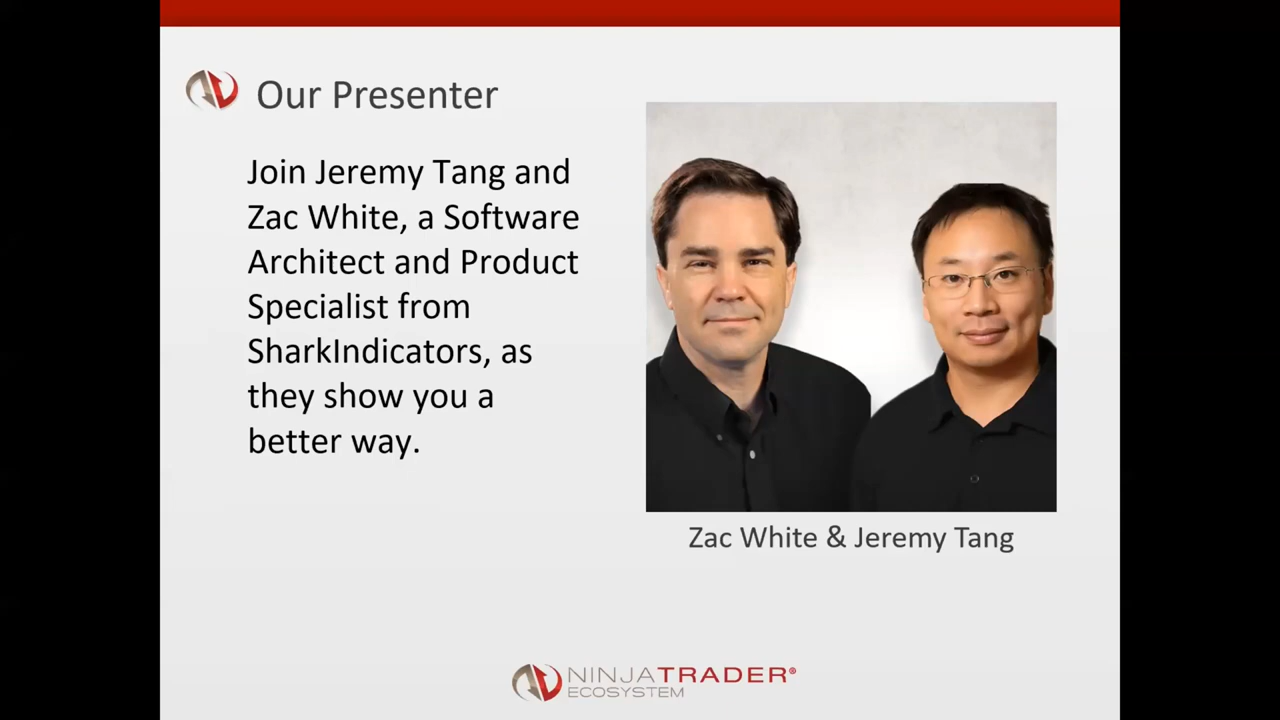 Our Presenter
Join Jeremy Tang and
Zac White, a Software
Architect and Product
Specialist from
SharkIndicators, as
they show you a
better way.
Zac White & Jeremy Tang
NINJATRADER®
ECOSYSTEM